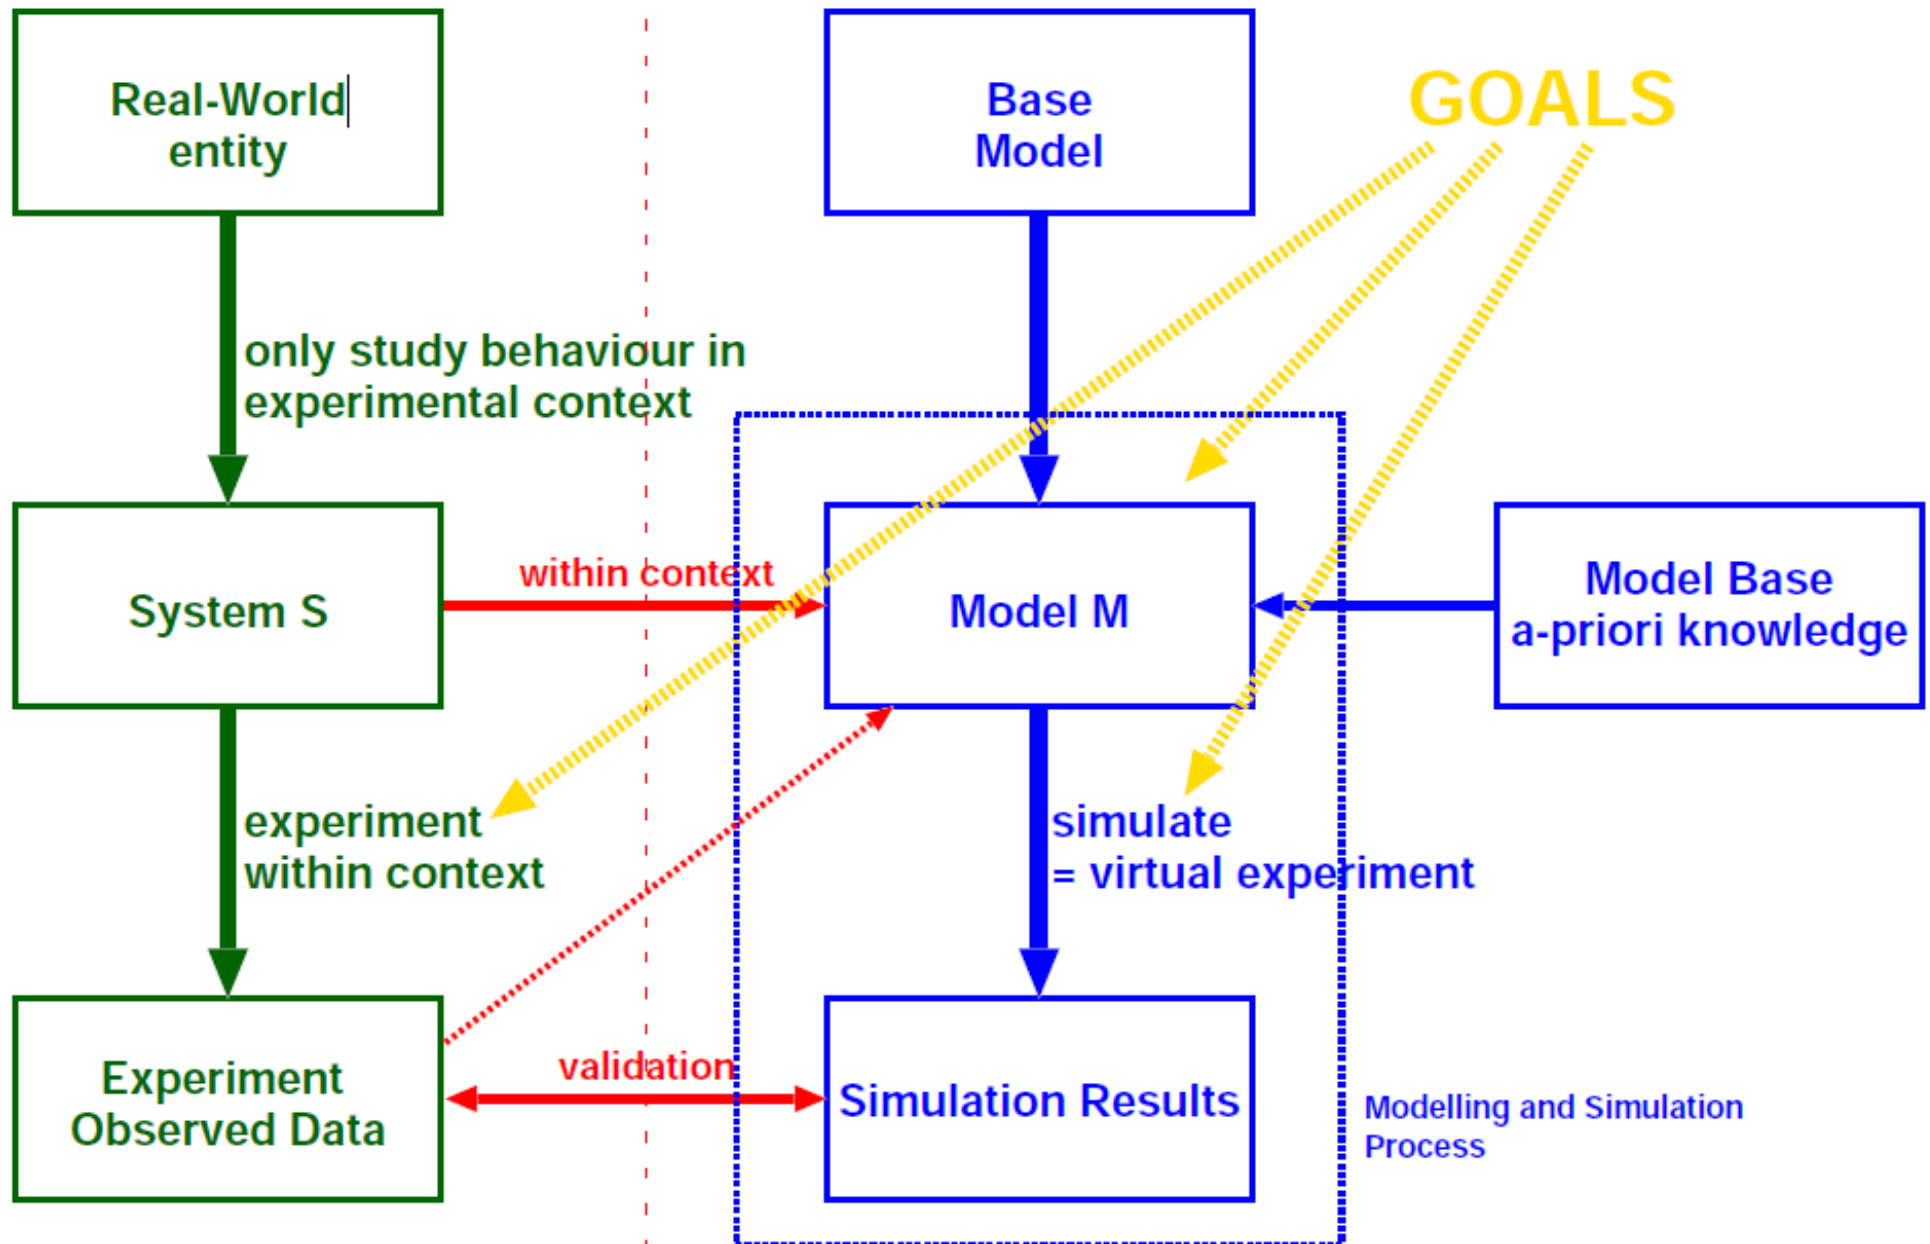 Real-World
entity
Base
Model
GOALS
only study behaviour in
experimental context
System S
within context
Model M
Model Base
a-priori knowledge
experiment
within context
simulate
= virtual experiment
Experiment
Observed Data
validation
Simulation Results
Modelling and Simulation
Process